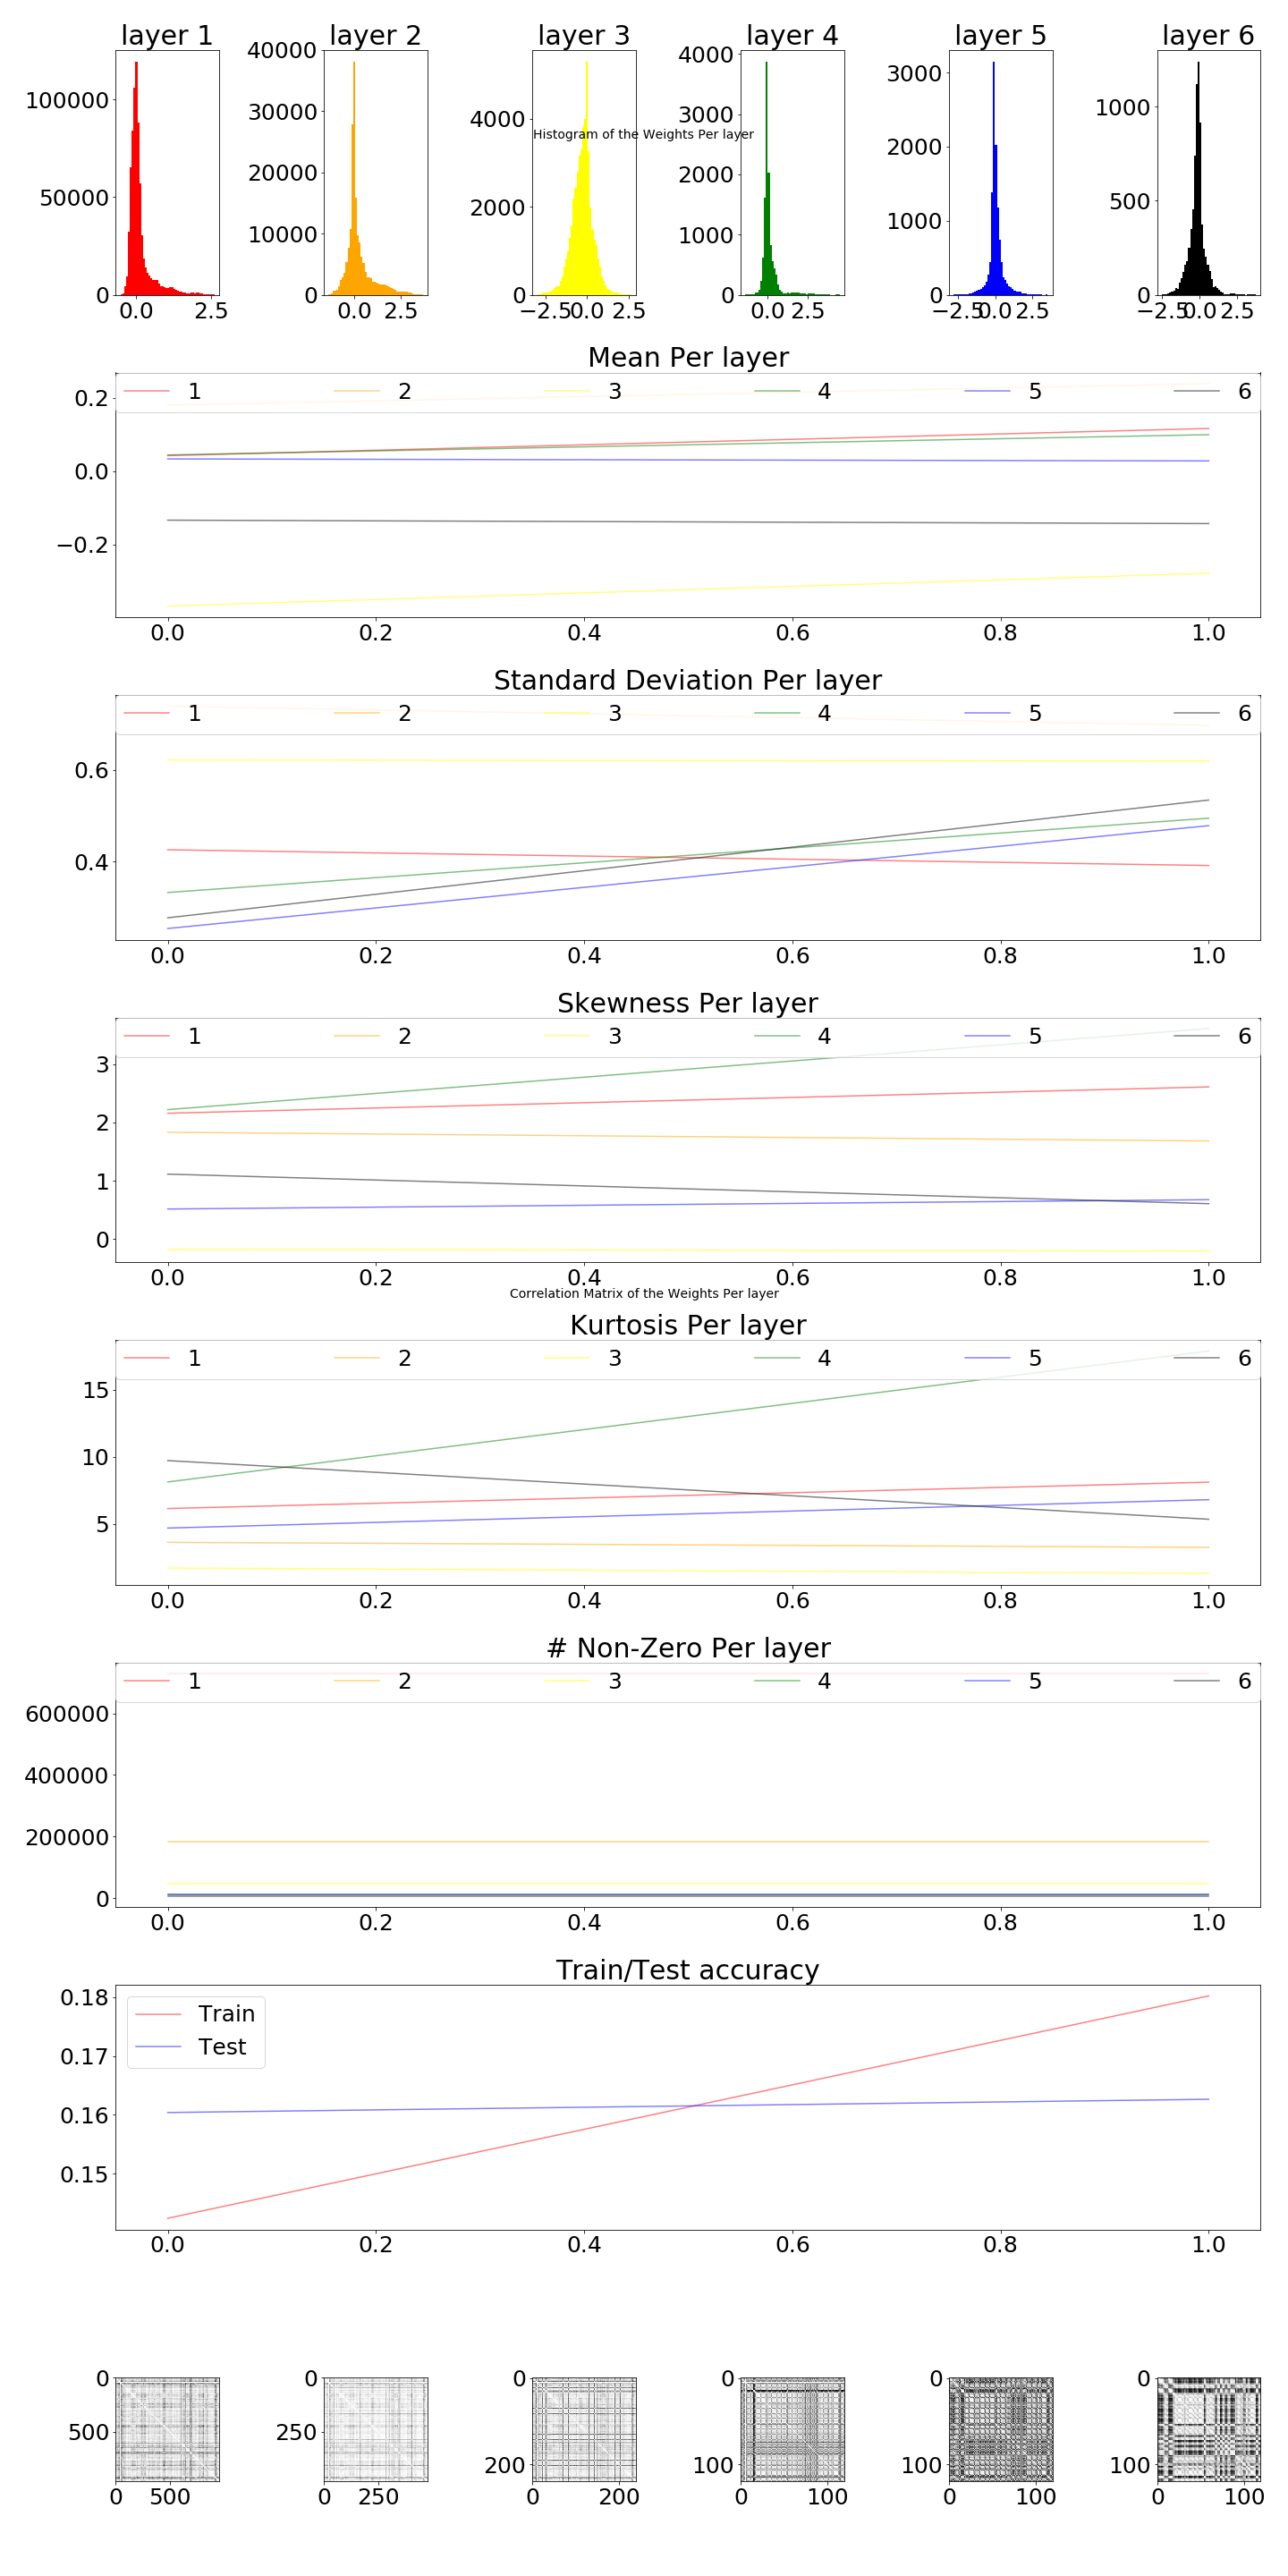 layer 1 layer 2 layer 3 layer 4 layer 5 layer 6
100000 50000 0 0.0 2.5
40000 30000 20000 10000 0 0.0 2.5
4000 2000 0 −2.5 0.0 2.5
Histogram of the Weights Per layer
4000 3000 2000 1000 0 0.0 2.5
3000 2000 1000 0 −2.5 0.0 2.5
1000 500 0 −2.5 0.0 2.5
Mean Per layer
1 2 3 4 5 6
0.2
0.0
−0.2
0.0 0.2 0.4 0.6 0.8 1.0
Standard Deviation Per layer
1 2 3 4 5 6
0.6
0.4
0.0 0.2 0.4 0.6 0.8 1.0
Skewness Per layer
1 2 3 4 5 6
3
2
1
0
0.0 0.2 0.4 0.6 0.8 1.0
Correlation Matrix of the Weights Per layer
Kurtosis Per layer
1 2 3 4 5 6
15
10
5
0.0 0.2 0.4 0.6 0.8 1.0
# Non-Zero Per layer
1 2 3 4 5 6
600000
400000
200000
0
0.0 0.2 0.4 0.6 0.8 1.0
Train/Test accuracy
0.18
Train
0.17
Test
0.16
0.15
0.0 0.2 0.4 0.6 0.8 1.0
0 500 0 500
0 250 0 250
0 200 0 200
0 100 0 100
0 100 0 100
0 100 0 100